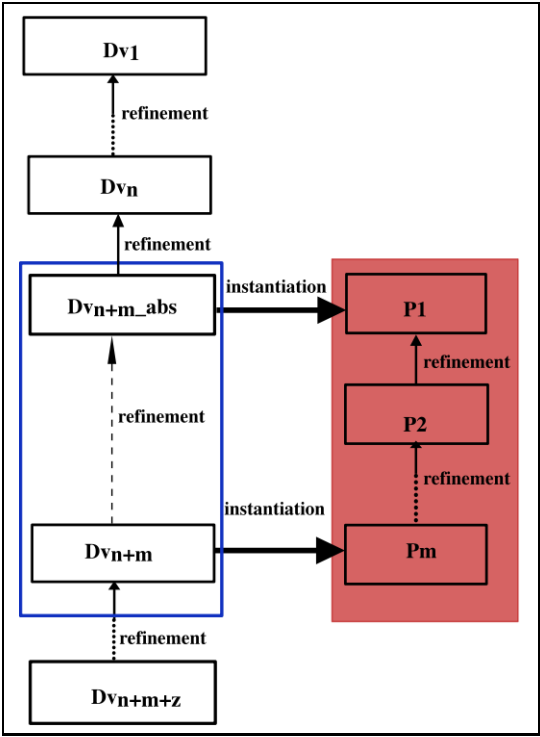 Dv1
refinement
Dvn
refinement
Dvn+m_abs
instantiation
P1
refinement
P2
refinement
refinement
instantiation
Dvn+m
Pm
refinement
Dvn+m+z